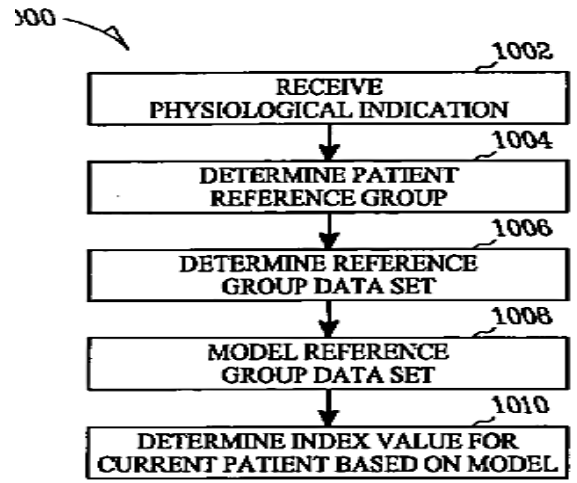 1002
RECEIVE
PHYSIOLOGICAL INDICATION
1004
DETERMINE PATIENT
REFERENCE GROUP
1006
DETERMINE REFERENCE
GROUP DATA SET
1008
MODEL REFERENCE
GROUP DATA SET
1010
DETERMINE INDEX VALUE FOR
CURRENT PATIENT BASED ON MODEL